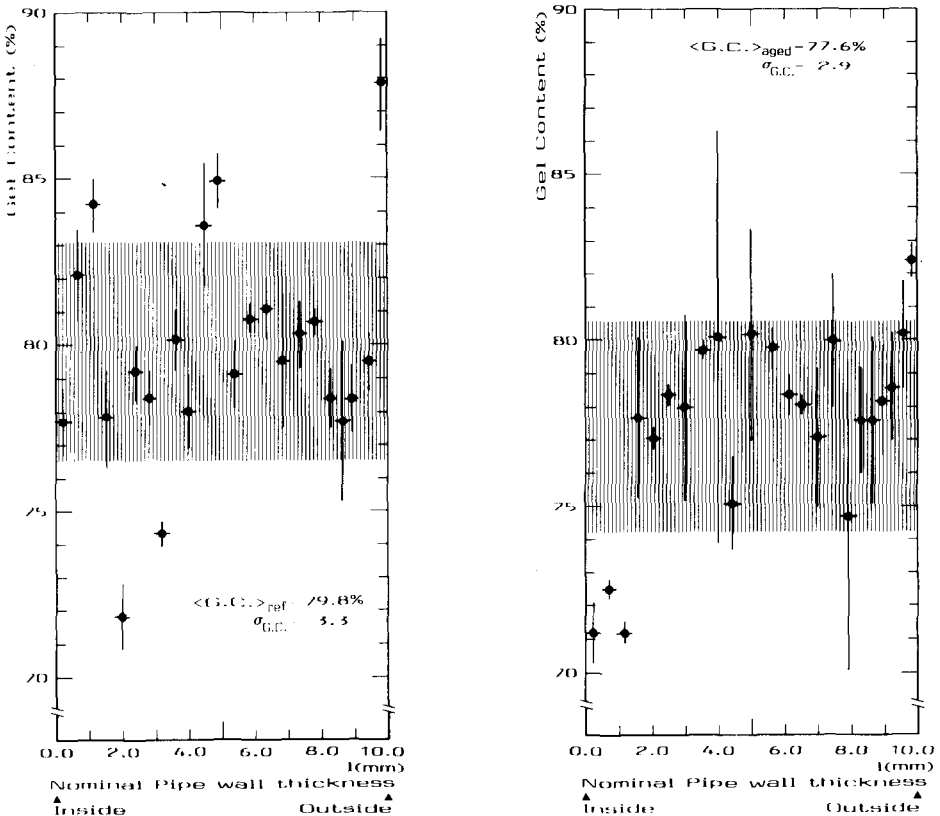 90
85
80
75
70
Gel Content (%)
<G.C.>ref- 79.8%
σG.C.- 3.3
0.0 2.0 4.0 6.0 8.0 10.0
l(mm)
Nominal Pipe wall thickness
Inside Outside
90
85
80
75
70
Gel Content (%)
<G.C.>aged-77.6%
σG.C.- 2.9
0.0 2.0 4.0 6.0 8.0 10.0
l(mm)
Nominal Pipe wall thickness
Inside Outside